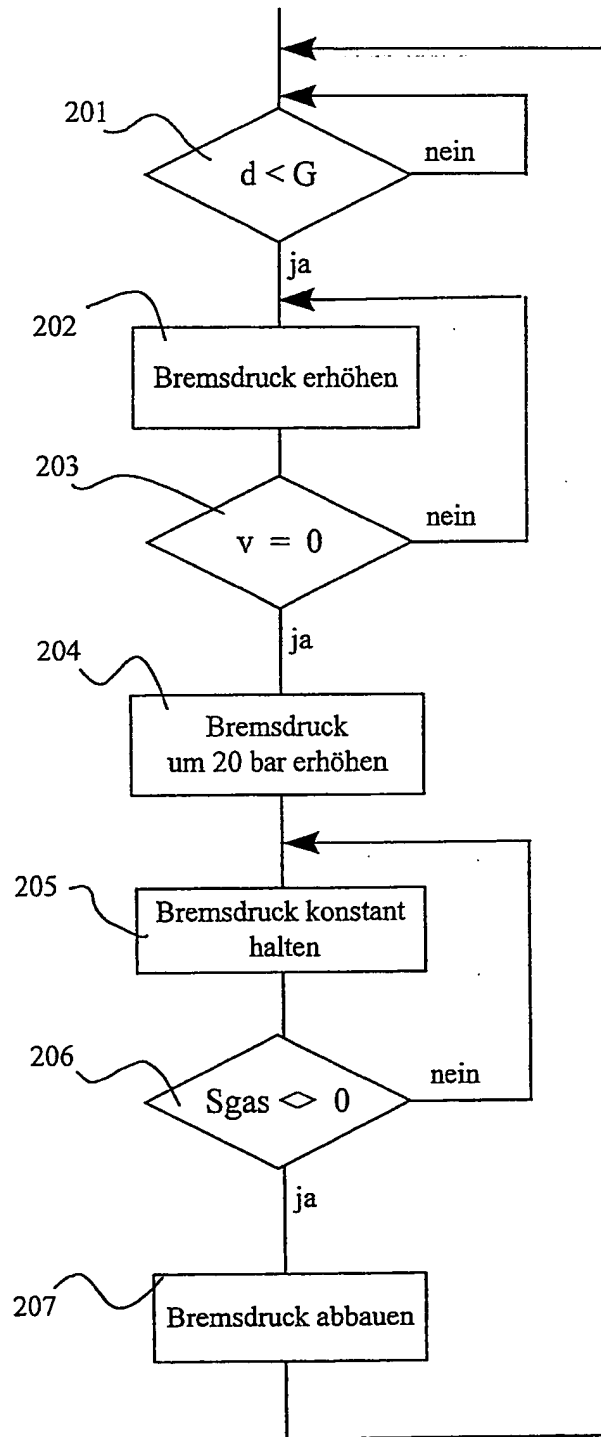 201
d < G
nein
ja
202
Bremsdruck erhöhen
203
v = 0
nein
ja
204
Bremsdruck
um 20 bar erhöhen
205
Bremsdruck konstant
halten
206
Sgas <> 0
nein
ja
207
Bremsdruck abbauen